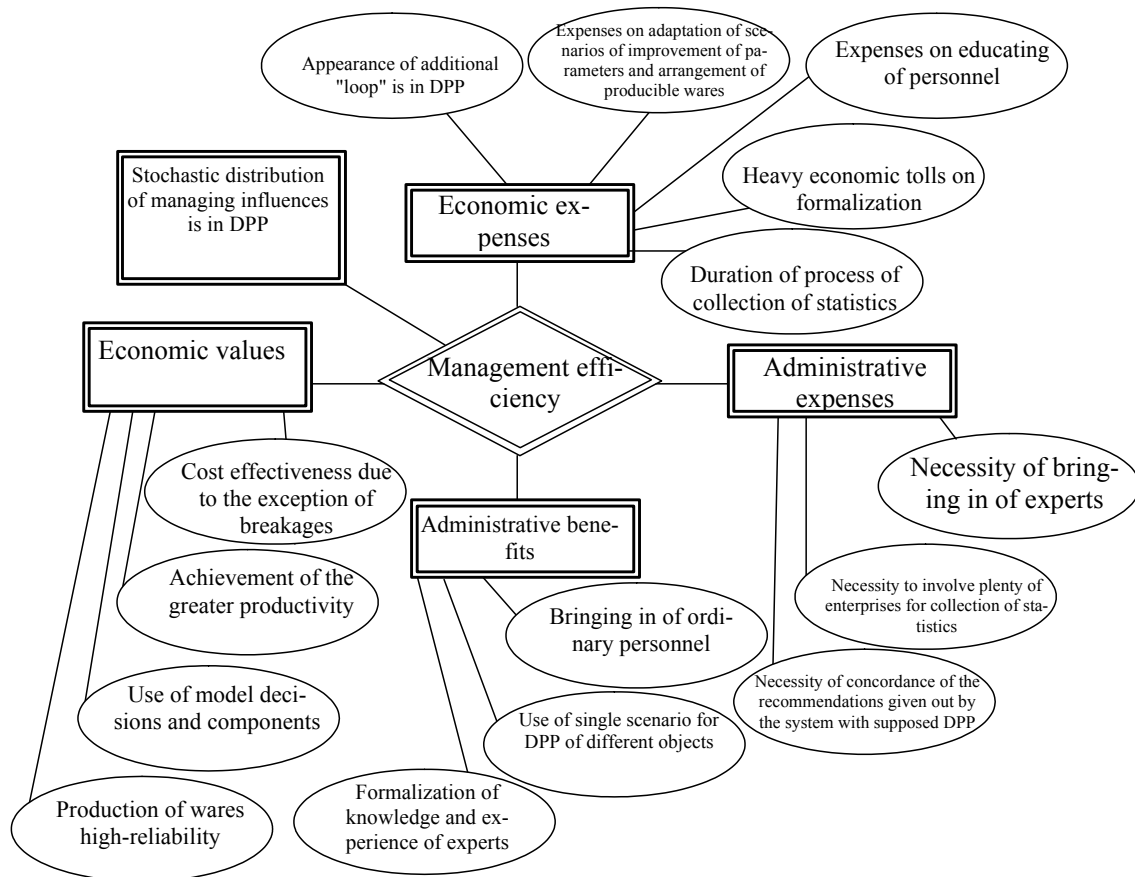 Appearance of additional
"loop" is in DPP
Expenses on adaptation of sce-
narios of improvement of pa-
rameters and arrangement of
producible wares
Expenses on educating
of personnel
Stochastic distribution
of managing influences
is in DPP
Economic ex-
penses
Heavy economic tolls on
formalization
Duration of process of
collection of statistics
Economic values
Management effi-
ciency
Administrative
expenses
Cost effectiveness due
to the exception of
breakages
Administrative bene-
fits
Necessity of bring-
ing in of experts
Achievement of the
greater productivity
Bringing in of ordi-
nary personnel
Necessity to involve plenty of
enterprises for collection of sta-
tistics
Use of model de-
cisions and components
Use of single scenario for
DPP of different objects
Necessity of concordance of the
recommendations given out by
the system with supposed DPP
Production of wares
high-reliability
Formalization of
knowledge and ex-
perience of experts